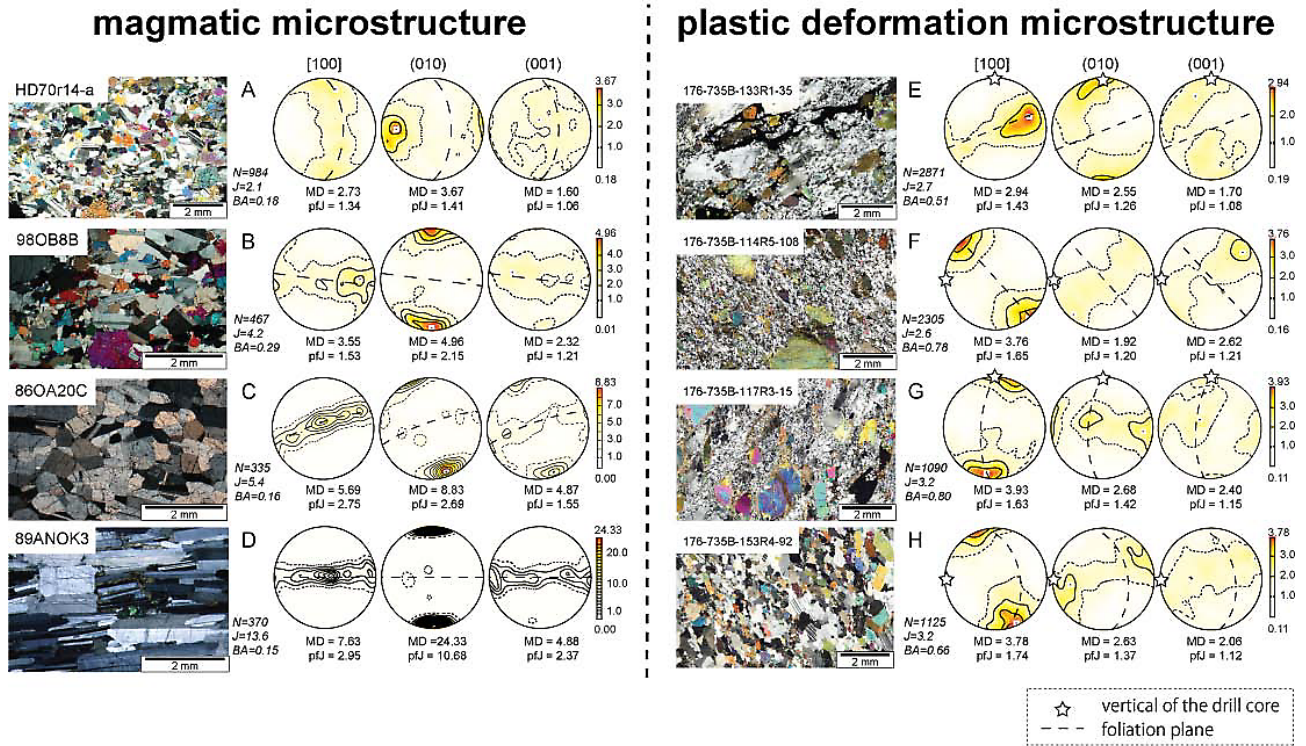 magmatic microstructure
[100] (010) (001)
HD70r14-a
A
N=984
J=2.1
BA=0.18
2 mm
MD = 2.73 MD = 3.67 MD = 1.60
pfJ = 1.34 pfJ = 1.41 pfJ = 1.06
3.67
3.0
2.0
1.0
0.18
98OB8B
B
N=467
J=4.2
BA=0.29
2 mm
MD = 3.55 MD = 4.96 MD = 2.32
pfJ = 1.53 pfJ = 2.15 pfJ = 1.21
4.96
4.0
3.0
2.0
1.0
0.01
86OA20C
C
N=335
J=5.4
BA=0.16
2 mm
MD = 5.69 MD = 8.83 MD = 4.87
pfJ = 2.75 pfJ = 2.69 pfJ = 1.55
8.83
7.0
5.0
3.0
1.0
0.00
89ANOK3
D
N=370
J=13.6
BA=0.15
2 mm
MD = 7.63 MD =24.33 MD = 4.88
pfJ = 2.95 pfJ = 10.68 pfJ = 2.37
24.33
20.0
10.0
1.0
0.00
plastic deformation microstructure
[100] (010) (001)
176-735B-133R1-35
E
N=2871
J=2.7
BA=0.51
2 mm
MD = 2.94 MD = 2.55 MD = 1.70
pfJ = 1.43 pfJ = 1.26 pfJ = 1.08
2.94
2.0
1.0
0.19
176-735B-114R5-108
F
N=2305
J=2.6
BA=0.78
2 mm
MD = 3.76 MD = 1.92 MD = 2.62
pfJ = 1.65 pfJ = 1.20 pfJ = 1.21
3.76
3.0
2.0
1.0
0.16
176-735B-117R3-15
G
N=1090
J=3.2
BA=0.80
2 mm
MD = 3.93 MD = 2.68 MD = 2.40
pfJ = 1.63 pfJ = 1.42 pfJ = 1.15
3.93
3.0
2.0
1.0
0.11
176-735B-153R4-92
H
N=1125
J=3.2
BA=0.66
2 mm
MD = 3.78 MD = 2.63 MD = 2.06
pfJ = 1.74 pfJ = 1.37 pfJ = 1.12
3.78
3.0
2.0
1.0
0.11
vertical of the drill core
foliation plane